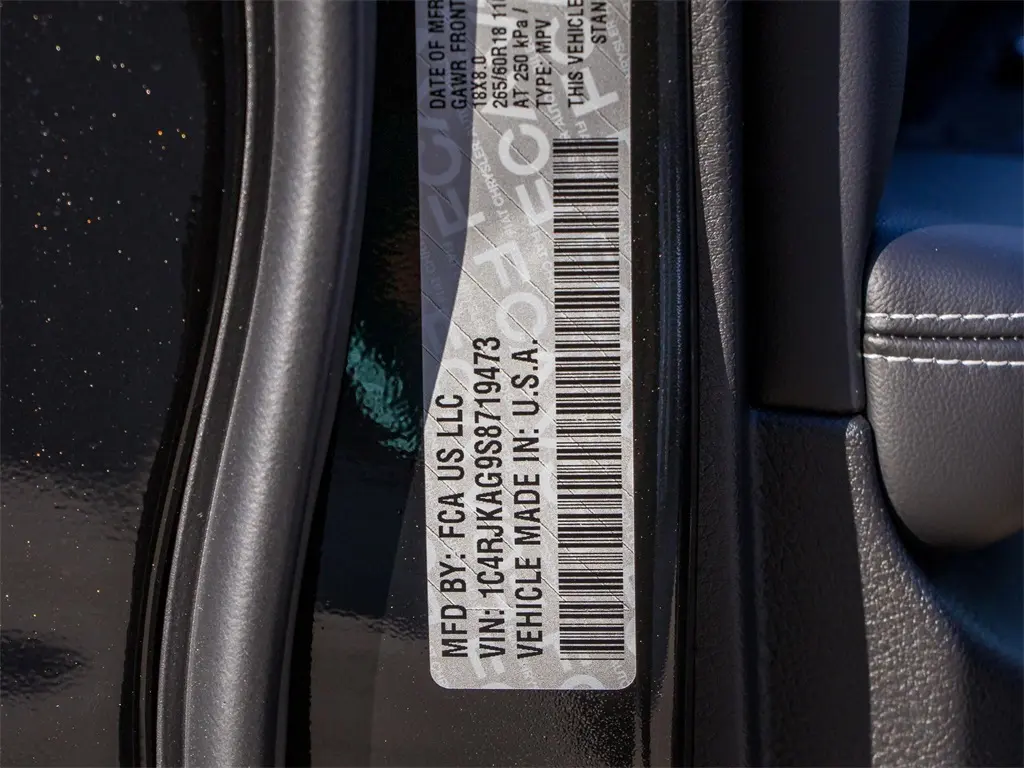 MFD BY: FCA US LLC
DATE OF MFR
VIN: 1C4RJKAG9S8719473
GAWR FRONT
VEHICLE MADE IN: U.S.A.
18X8.0
265/60R18
AT 250 kPa /
TYPE: MPV
THIS VEHICLE
STAN